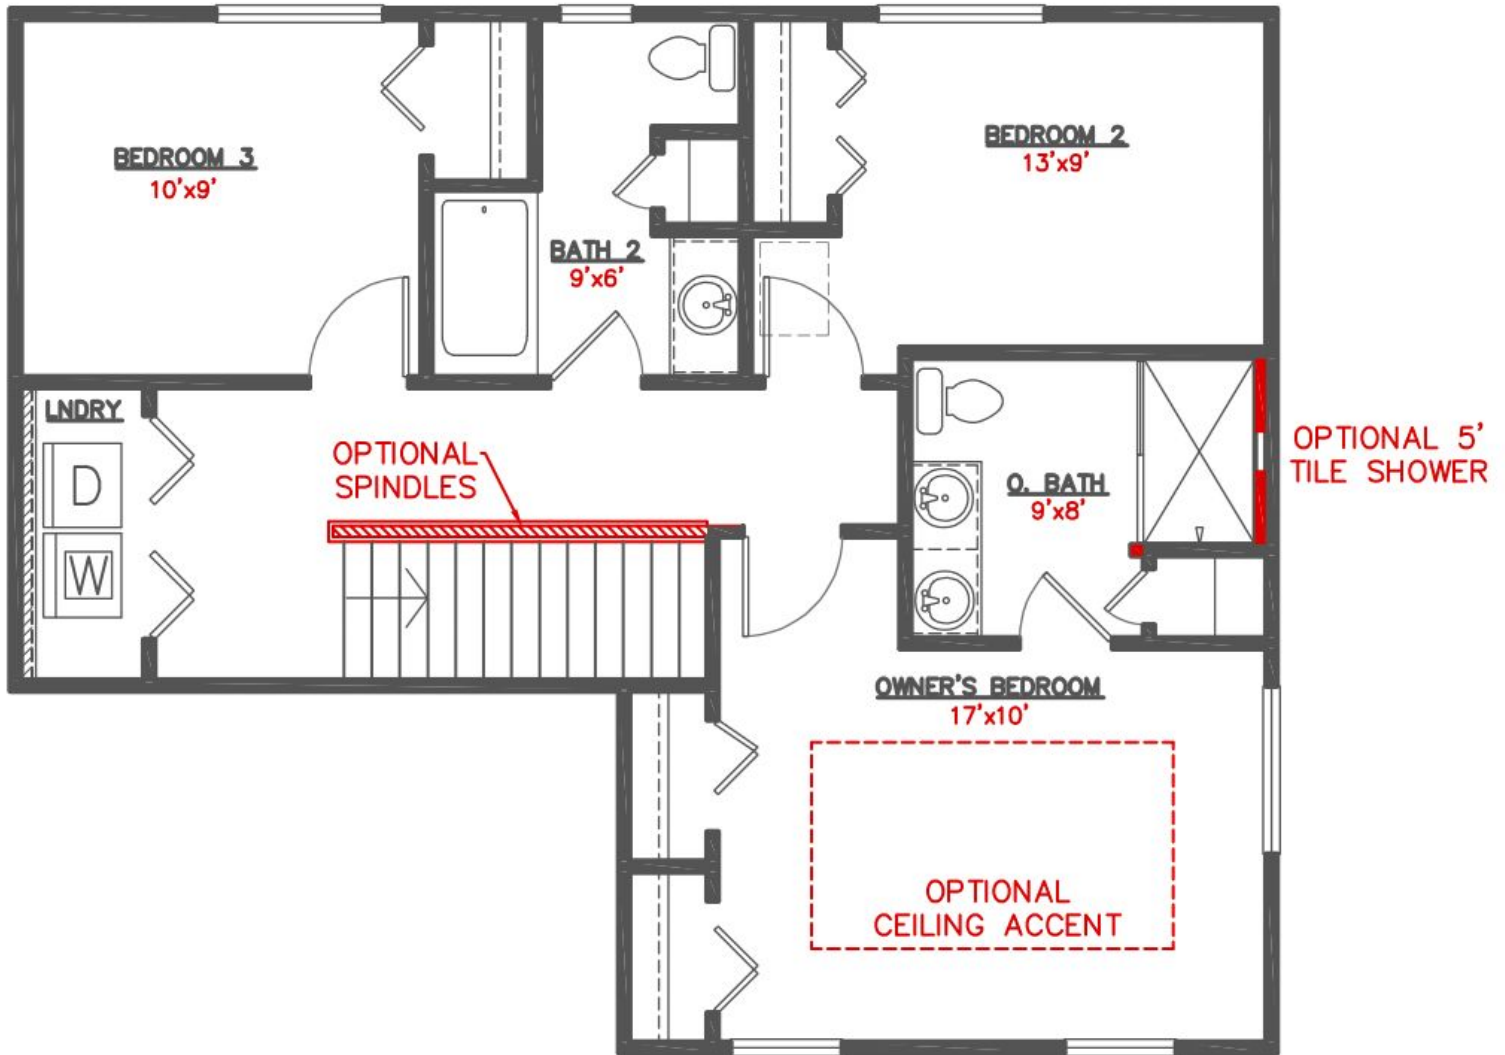 BEDROOM 3
10'x9'
BEDROOM 2
13'x9'
BATH 2
9'x6'
LNDRY
D
W
OPTIONAL
SPINDLES
O. BATH
9'x8'
OPTIONAL 5'
TILE SHOWER
OWNER'S BEDROOM
17'x10'
OPTIONAL
CEILING ACCENT